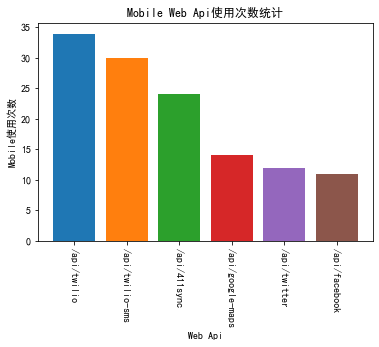 Mobile Web Api使用次数统计
Mobile使用次数
35
30
25
20
15
10
5
0
/api/twilio
/api/twilio-sms
/api/411sync
/api/google-maps
/api/twitter
/api/facebook
Web Api